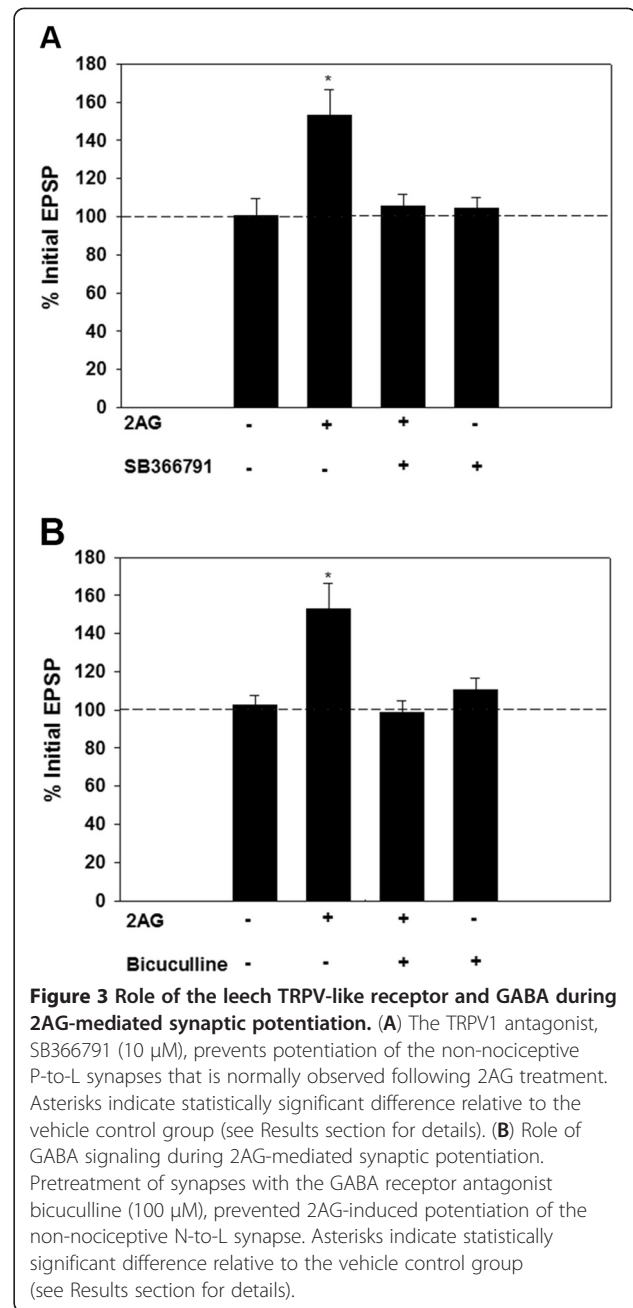 A
180
*
160
140
120
100
80
60
40
20
0
% Initial EPSP
2AG - + + -
SB366791 - - + +
B
180
*
160
140
120
100
80
60
40
20
0
% Initial EPSP
2AG - + + -
Bicuculline - - + +
Figure 3 Role of the leech TRPV-like receptor and GABA during
2AG-mediated synaptic potentiation. (A) The TRPV1 antagonist,
SB366791 (10 μM), prevents potentiation of the non-nociceptive
P-to-L synapses that is normally observed following 2AG treatment.
Asterisks indicate statistically significant difference relative to the
vehicle control group (see Results section for details). (B) Role of
GABA signaling during 2AG-mediated synaptic potentiation.
Pretreatment of synapses with the GABA receptor antagonist
bicuculline (100 μM), prevented 2AG-induced potentiation of the
non-nociceptive N-to-L synapse. Asterisks indicate statistically
significant difference relative to the vehicle control group
(see Results section for details).